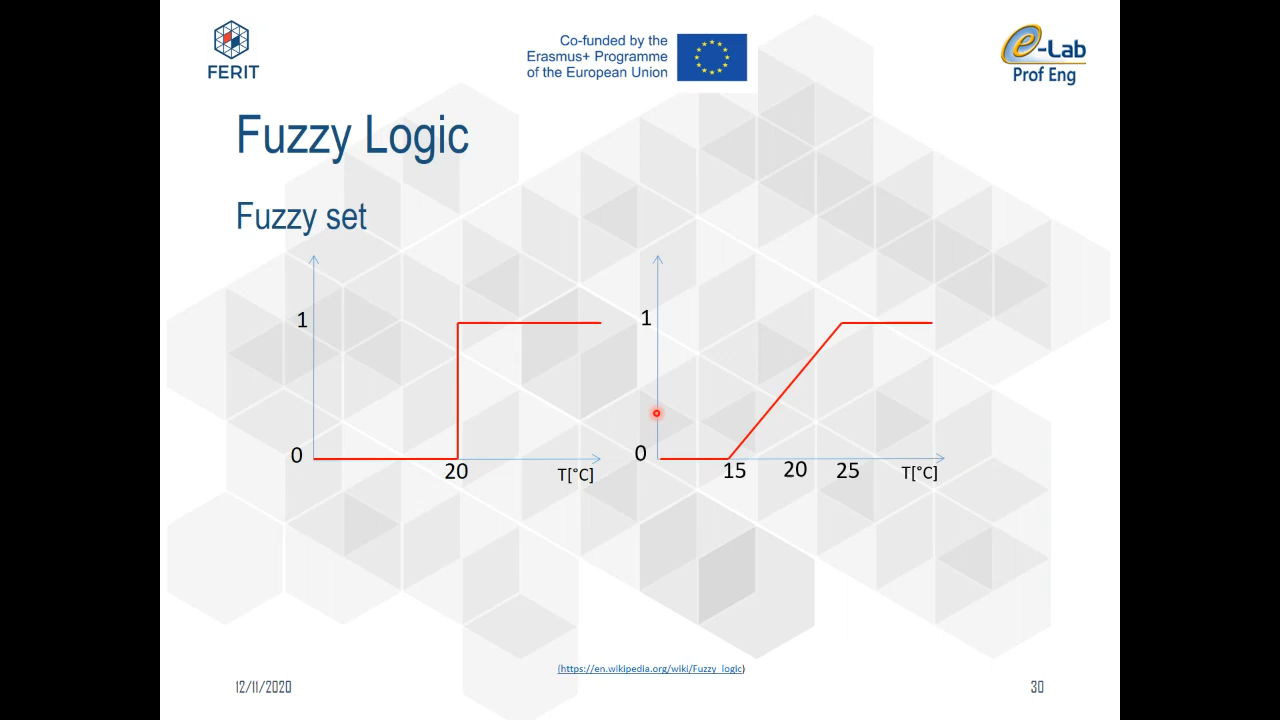 FERIT
Co-funded by the
Erasmus+ Programme
of the European Union
e-Lab
Prof Eng
Fuzzy Logic
Fuzzy set
1
0
20
T[°C]
1
0
15
20
25
T[°C]
(https://en.wikipedia.org/wiki/Fuzzy_logic)
12/11/2020
30